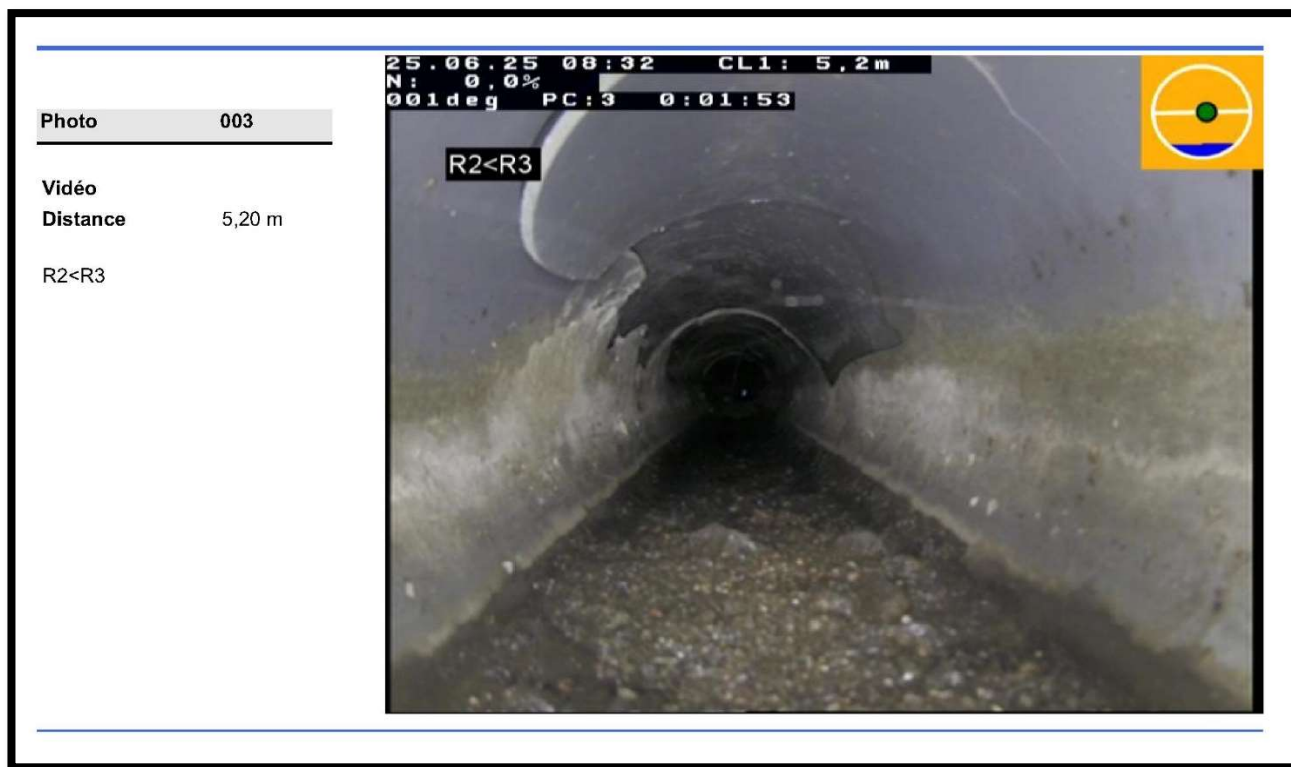 Photo 003
Vidéo
Distance 5,20 m
R2<R3
25.06.25 08:32 CL1: 5,2m
N: 0,0%
001deg PC:3 0:01:53
R2<R3